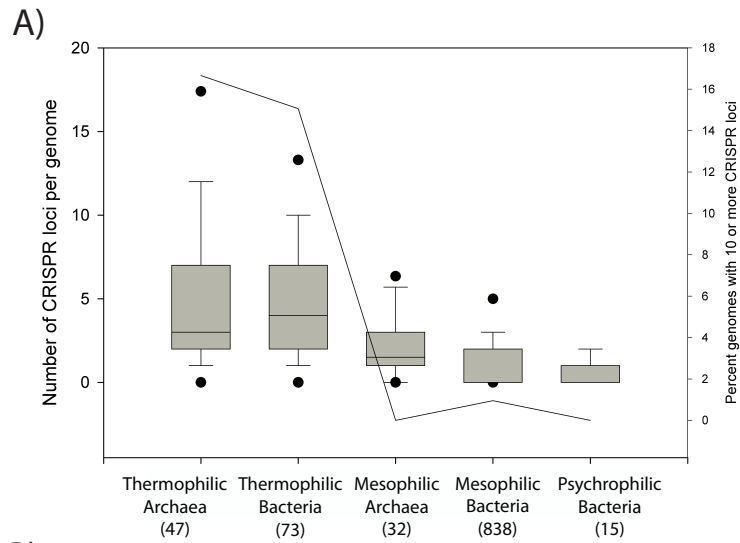 A)
20
15
10
5
0
Number of CRISPR loci per genome
18
16
14
12
10
8
6
4
2
0
Percent genomes with 10 or more CRISPR loci
Thermophilic
Archaea
(47)
Thermophilic
Bacteria
(73)
Mesophilic
Archaea
(32)
Mesophilic
Bacteria
(838)
Psychrophilic
Bacteria
(15)